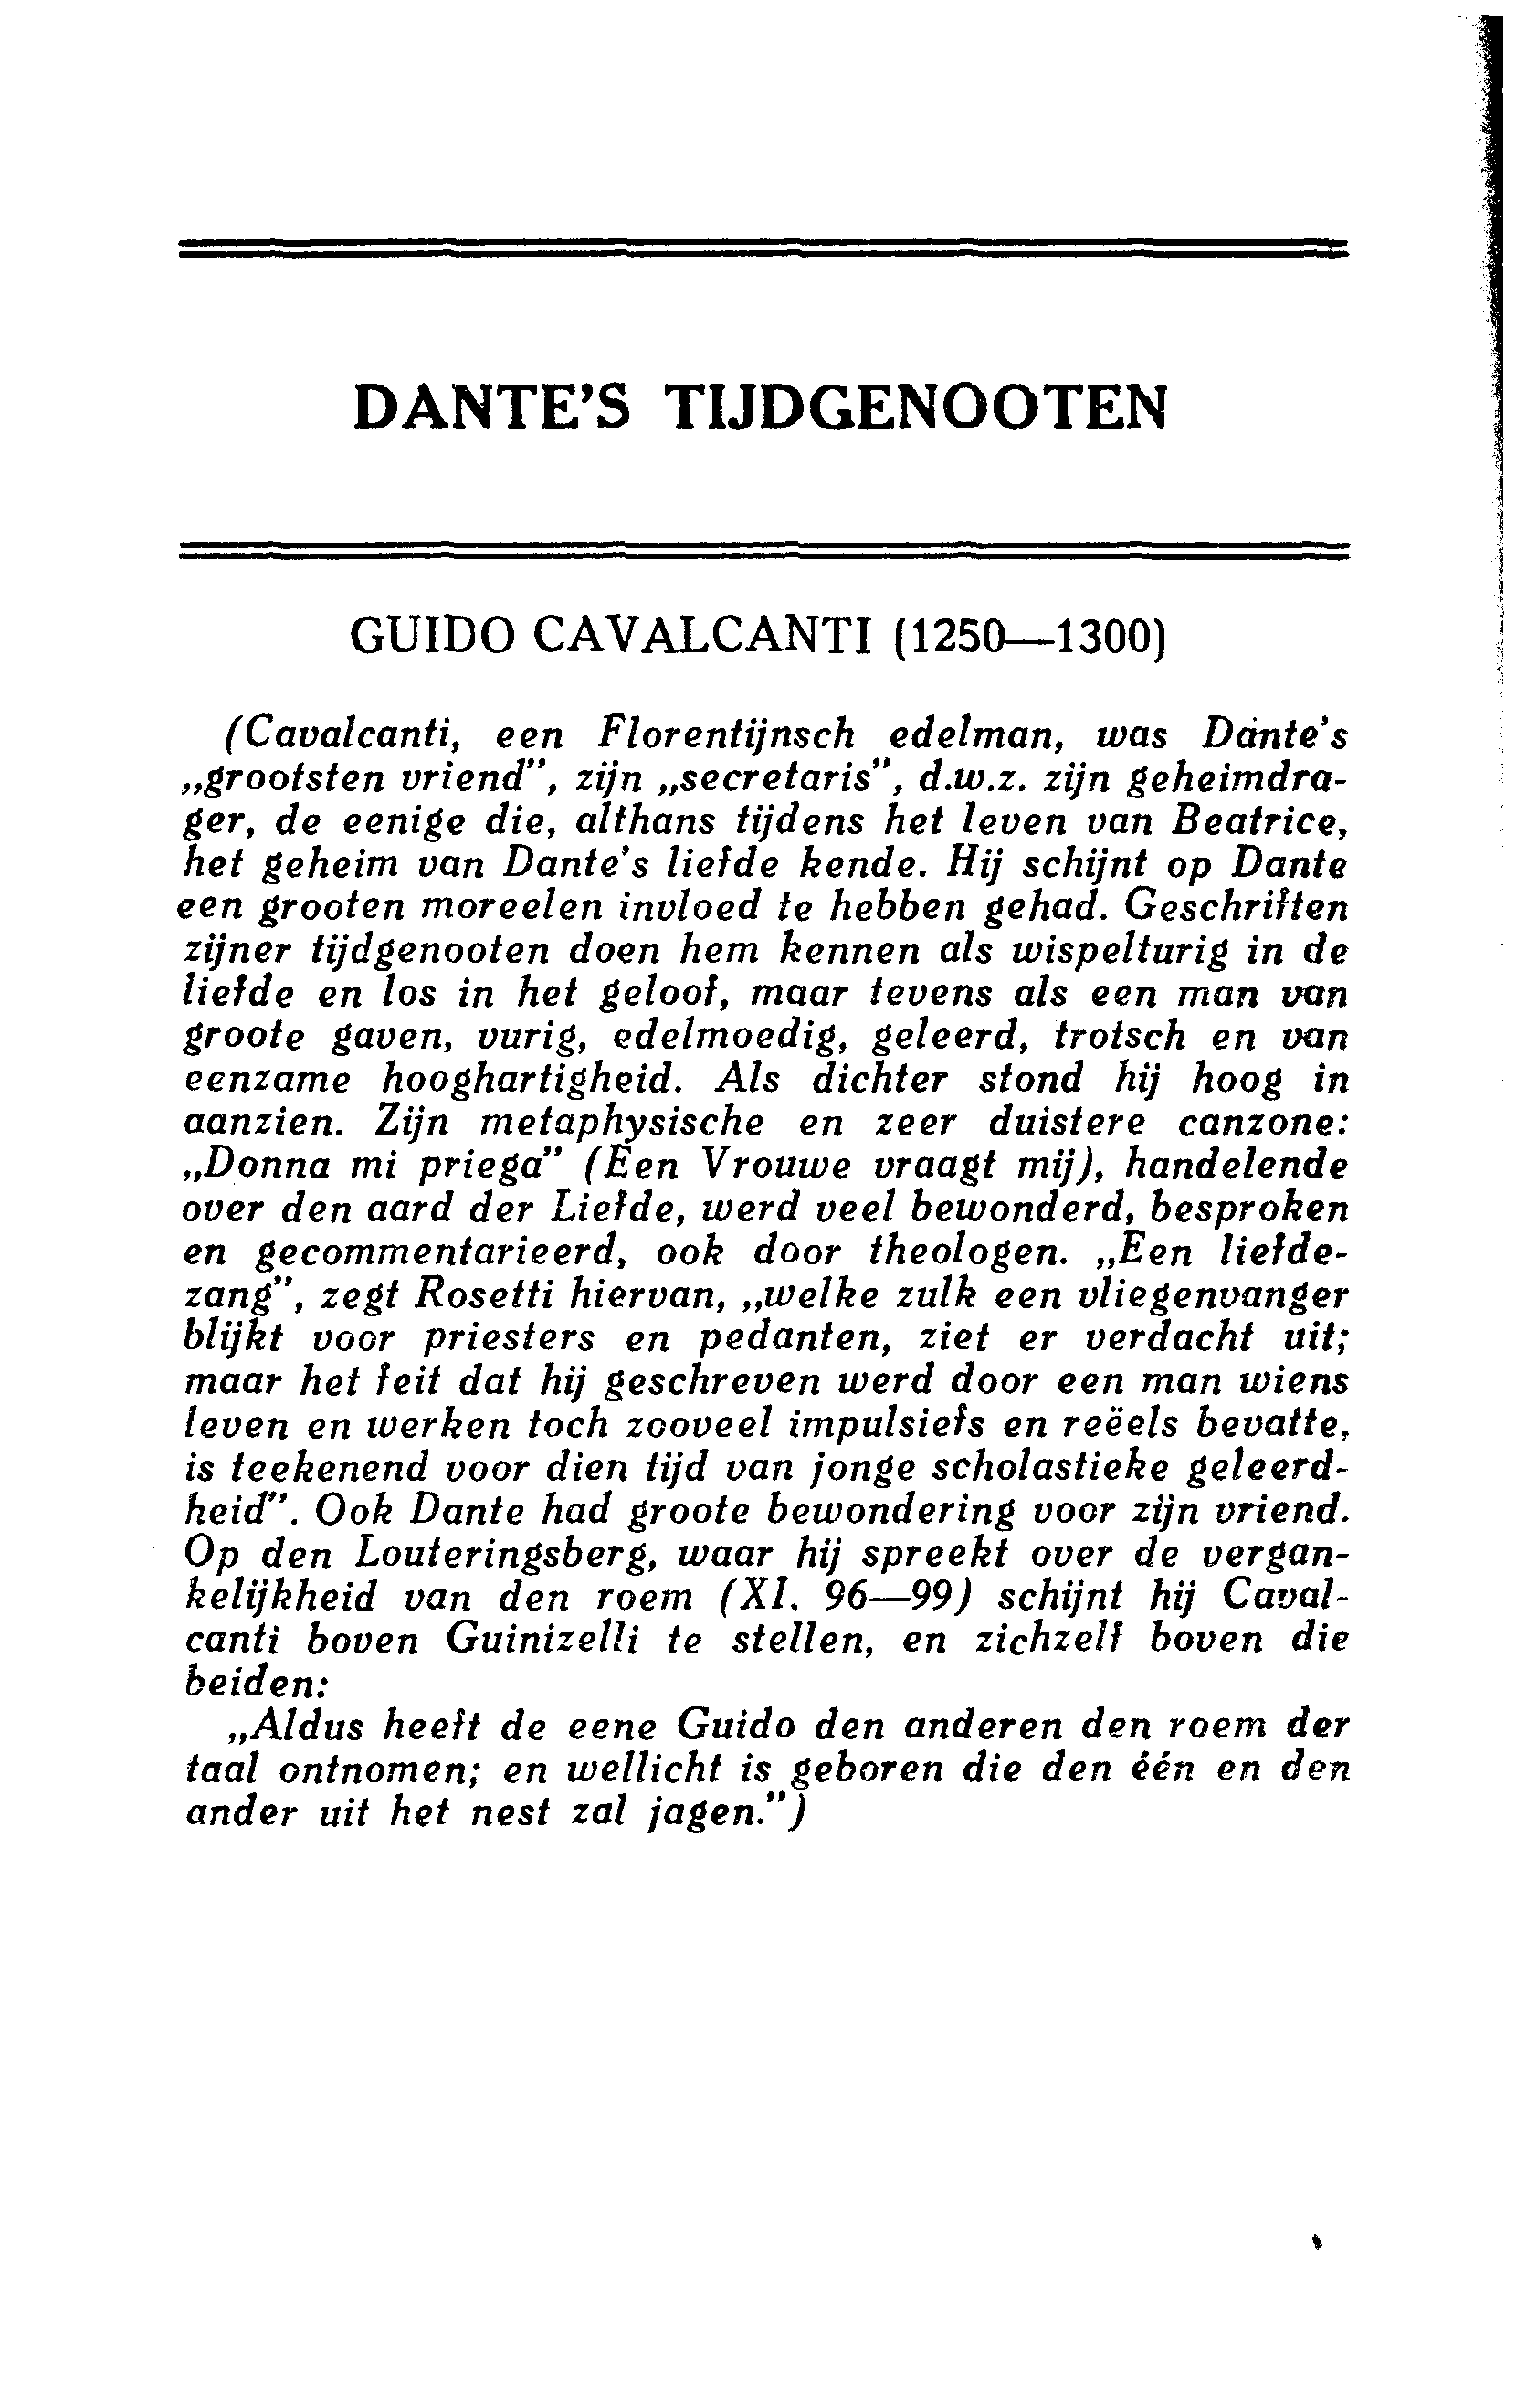 DANTE'S TIJDGENOOTEN
GUIDO CAVALCANTI (1250—1300)
(Cavalcanti, een Florentijnsch edelman, was Dante's
„grootsten vriend”, zijn „secretaris”, d.w.z. zijn geheimdra-
ger, de eenige die, althans tijdens het leven van Beatrice,
het geheim van Dante's liefde kende. Hij schijnt op Dante
een grooten moreelen invloed te hebben gehad. Geschriften
zijner tijdgenooten doen hem kennen als wispelturig in de
liefde en los in het geloof, maar tevens als een man van
groote gaven, vurig, edelmoedig, geleerd, trotsch en van
eenzame hooghartigheid. Als dichter stond hij hoog in
aanzien. Zijn metaphysische en zeer duistere canzone:
„Donna mi priega” (Een Vrouwe vraagt mij), handelende
over den aard der Liefde, werd veel bewonderd, besproken
en gecommentarieerd, ook door theologen. „Een liefde-
zang”, zegt Rosetti hiervan, „welke zulk een vliegenvanger
blijkt voor priesters en pedanten, ziet er verdacht uit;
maar het feit dat hij geschreven werd door een man wiens
leven en werken toch zooveel impulsiefs en reëels bevatte,
is teekenend voor dien tijd van jonge scholastieke geleerd-
heid”. Ook Dante had groote bewondering voor zijn vriend.
Op den Louteringsberg, waar hij spreekt over de vergan-
kelijkheid van den roem (XI. 96—99) schijnt hij Caval-
canti boven Guinizelli te stellen, en zichzelf boven die
beiden:
„Aldus heeft de eene Guido den anderen den roem der
taal ontnomen; en wellicht is geboren die den één en den
ander uit het nest zal jagen.”)